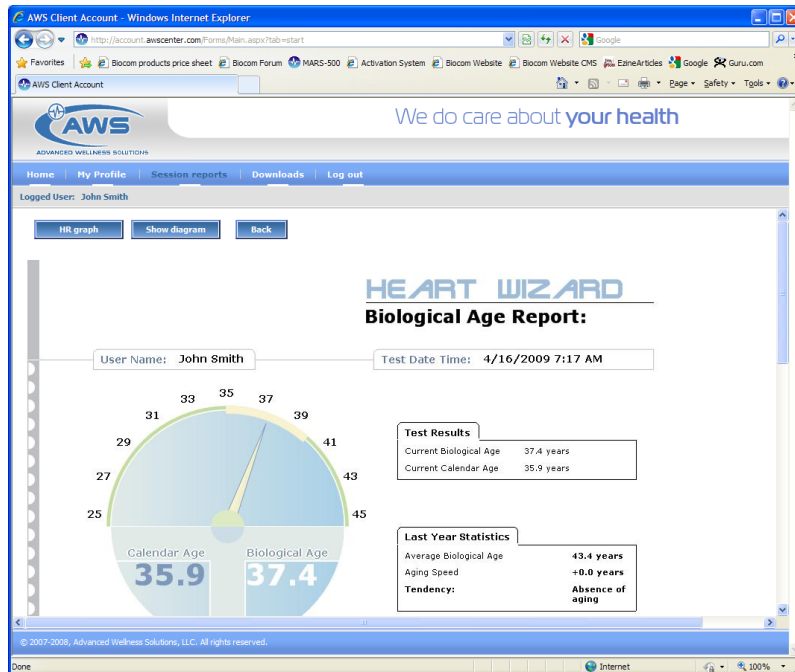 AWS Client Account - Windows Internet Explorer
http://account.awscenter.com/Forms/Main.aspx?tab=start
Google
Favorites Biocom products price sheet Biocom Forum MARS-500 Activation System Biocom Website Biocom Website CMS EzineArticles Google Guru.com
AWS Client Account
Page Safety Tools
AWS
ADVANCED WELLNESS SOLUTIONS
We do care about your health
Home My Profile Session reports Downloads Log out
Logged User: John Smith
HR graph Show diagram Back
HEART WIZARD
Biological Age Report:
User Name: John Smith Test Date Time: 4/16/2009 7:17 AM
25 27 29 31 33 35 37 39 41 43 45
Test Results
Current Biological Age 37.4 years
Current Calendar Age 35.9 years
Calendar Age Biological Age
35.9 37.4
Last Year Statistics
Average Biological Age 43.4 years
Aging Speed +0.0 years
Tendency: Absence of
aging
© 2007-2008, Advanced Wellness Solutions, LLC. All rights reserved.
Done Internet 100%